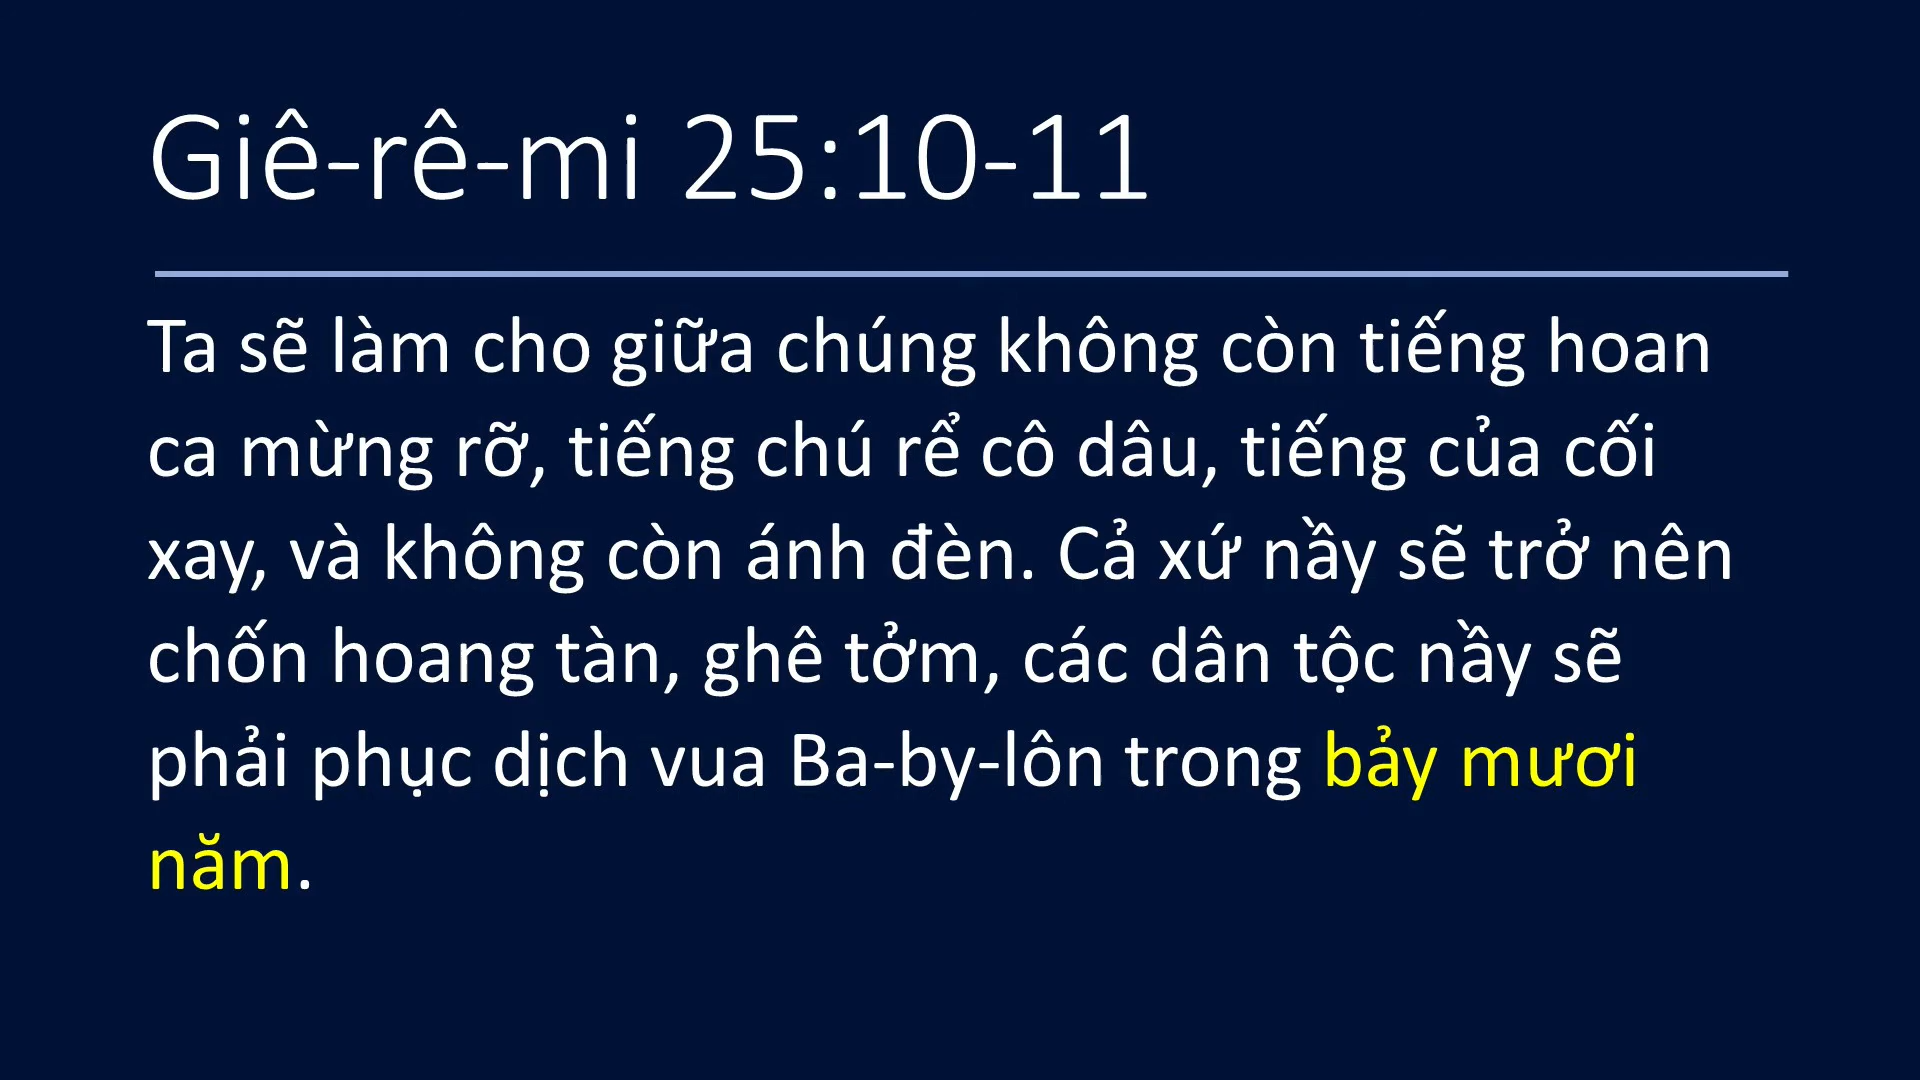 Giê-rê-mi 25:10-11
Ta sẽ làm cho giữa chúng không còn tiếng hoan
ca mừng rỡ, tiếng chú rể cô dâu, tiếng của cối
xay, và không còn ánh đèn. Cả xứ nầy sẽ trở nên
chốn hoang tàn, ghê tởm, các dân tộc nầy sẽ
phải phục dịch vua Ba-by-lôn trong bảy mươi
năm.